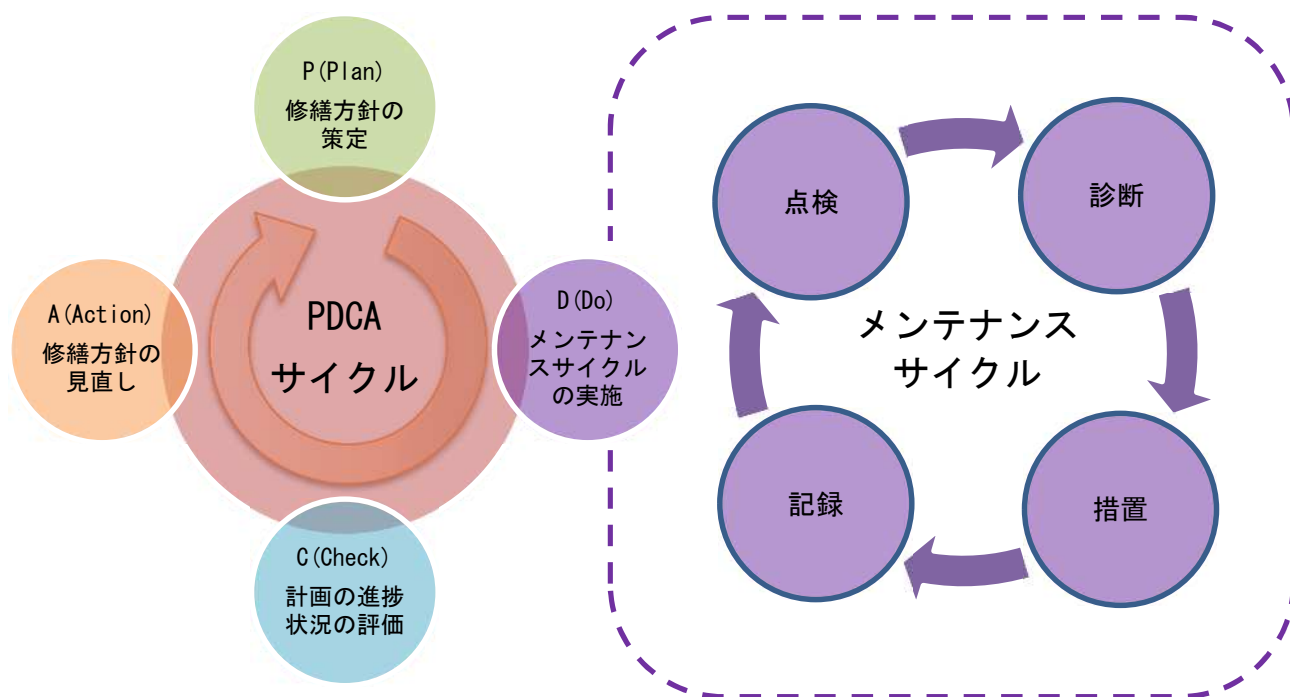 P(Plan)
修繕方針の
策定
A(Action)
修繕方針の
見直し
PDCA
サイクル
D(Do)
メンテナン
スサイクル
の実施
C(Check)
計画の進捗
状況の評価
点検
診断
メンテナンス
サイクル
記録
措置